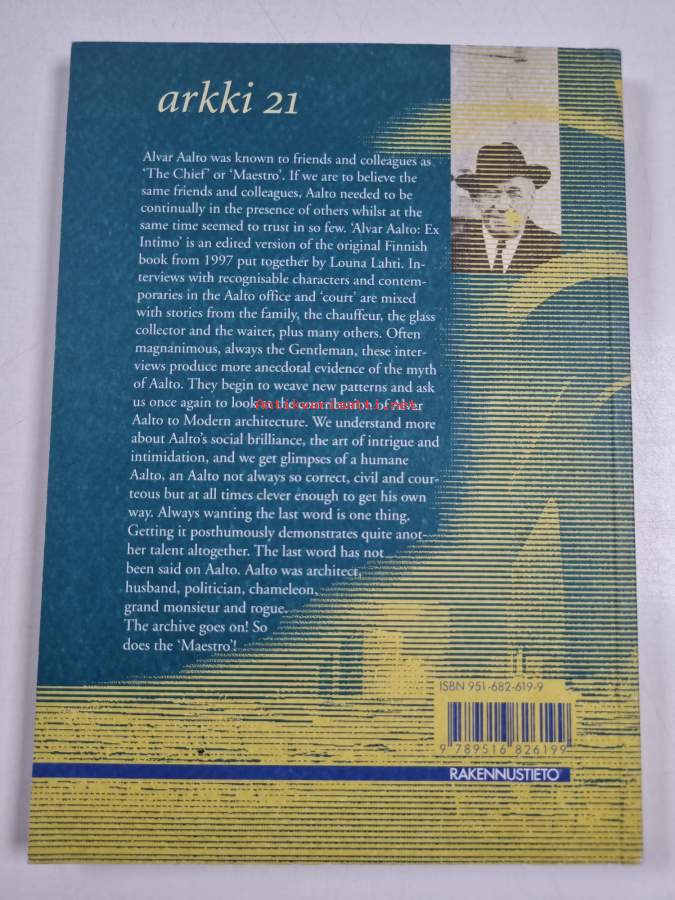 arkki 21
Alvar Aalto was known to friends and colleagues as
‘The Chief’ or ‘Maestro’. If we are to believe the
same friends and colleagues, Aalto needed to be
continually in the presence of others whilst at the
same time seemed to trust in so few. ‘Alvar Aalto: Ex
Intimo’ is an edited version of the original Finnish
book from 1997 put together by Louna Lahti. In-
terviews with recognisable characters and contem-
poraries in the Aalto office and ‘court’ are mixed
with stories from the family, the chauffeur, the glass
collector and the waiter, plus many others. Often
magnanimous, always the Gentleman, these inter-
views produce more anecdotal evidence of the myth
of Aalto. They begin to weave new patterns and ask
us once again to look at the contribution of Alvar
Aalto to Modern architecture. We understand more
about Aalto’s social brilliance, the art of intrigue and
intimidation, and we get glimpses of a humane
Aalto, an Aalto not always so correct, civil and cour-
teous but at all times clever enough to get his own
way. Always wanting the last word is one thing.
Getting it posthumously demonstrates quite anot-
her talent altogether. The last word has not
been said on Aalto. Aalto was architect,
husband, politician, chameleon,
grand monsieur and rogue.
The archive goes on! So
does the ‘Maestro’!
ISBN 951-682-619-9
9 789516 826199
RAKENNUSTIETO